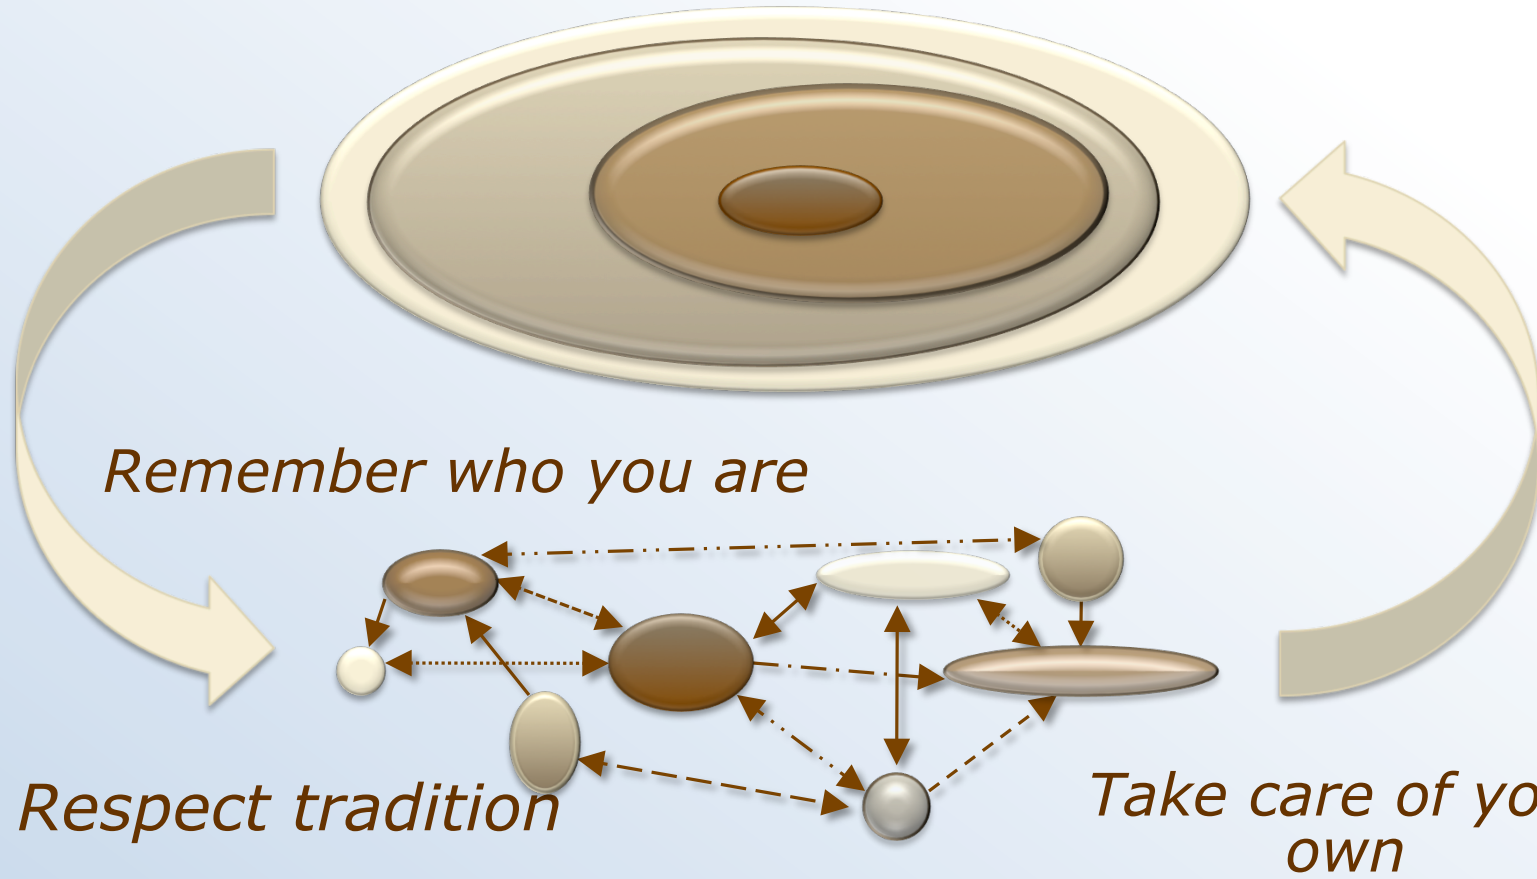 Remember who you are
Respect tradition
Take care of yo
own